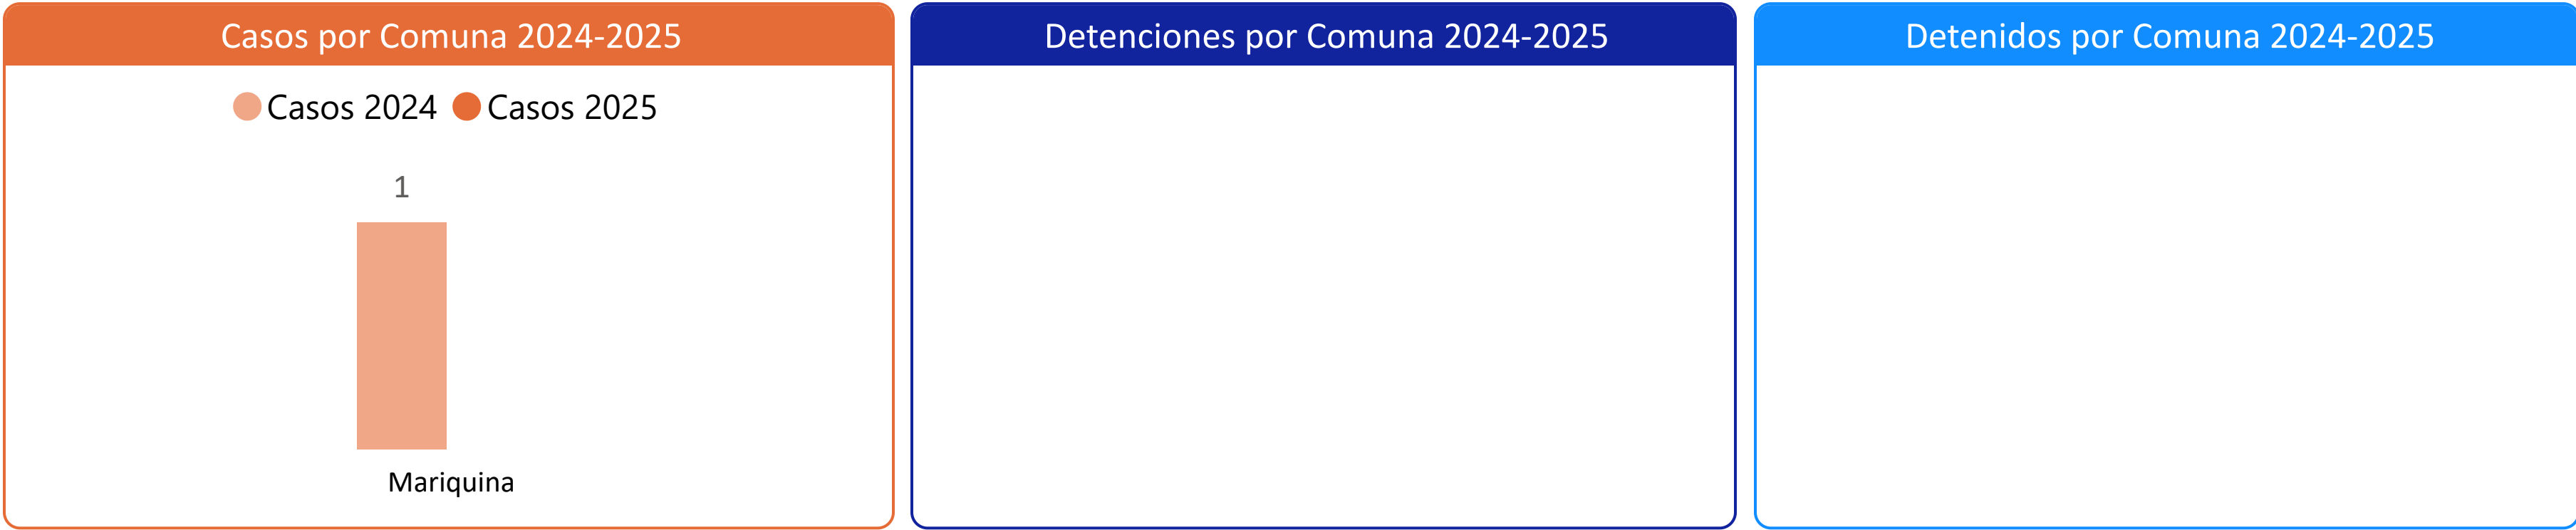 Casos por Comuna 2024-2025
Casos 2024 Casos 2025
1
Mariquina
Detenciones por Comuna 2024-2025
Detenidos por Comuna 2024-2025